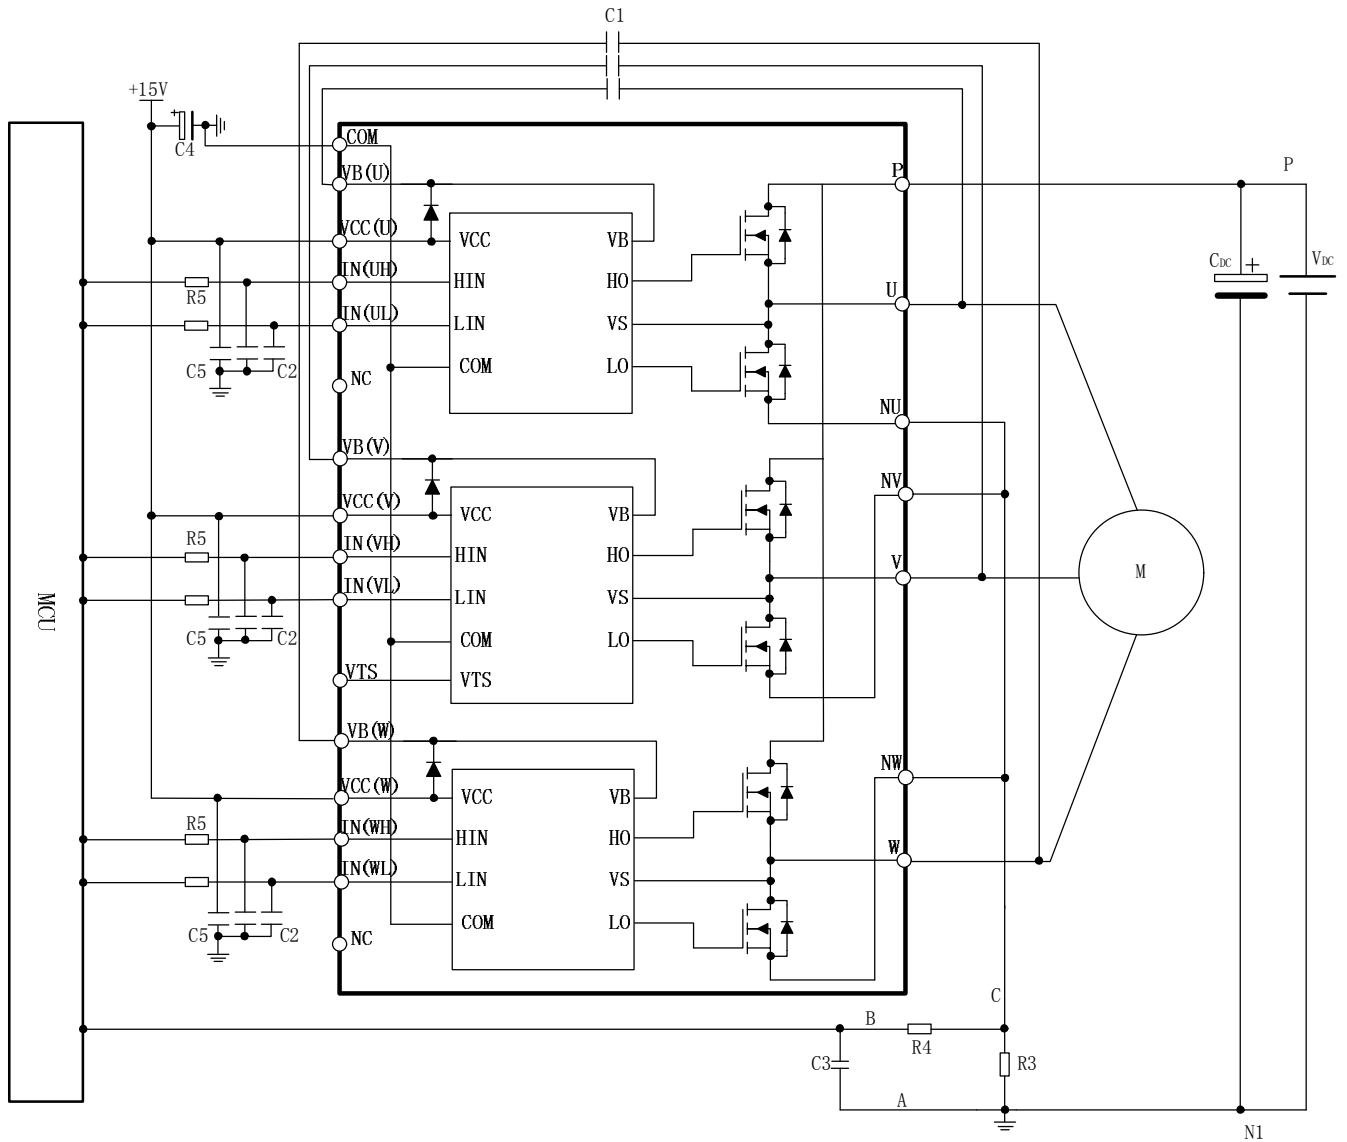 C1
+15V
+
C4
COM
VB(U)
P
P
VCC(U)
VCC
VB
U
IN(UH)
HIN
HO
R5
IN(UL)
LIN
VS
CDC
+
VDC
C5
C2
COM
LO
NC
NU
VB(V)
NV
VCC(V)
VCC
VB
R5
IN(VH)
HIN
HO
V
M
IN(VL)
LIN
VS
MCU
C5
C2
COM
LO
VTS
VTS
VB(W)
NW
VCC(W)
VCC
VB
R5
IN(WH)
HIN
HO
W
IN(WL)
LIN
VS
C5
C2
COM
LO
NC
C
B
R4
C3
R3
A
N1